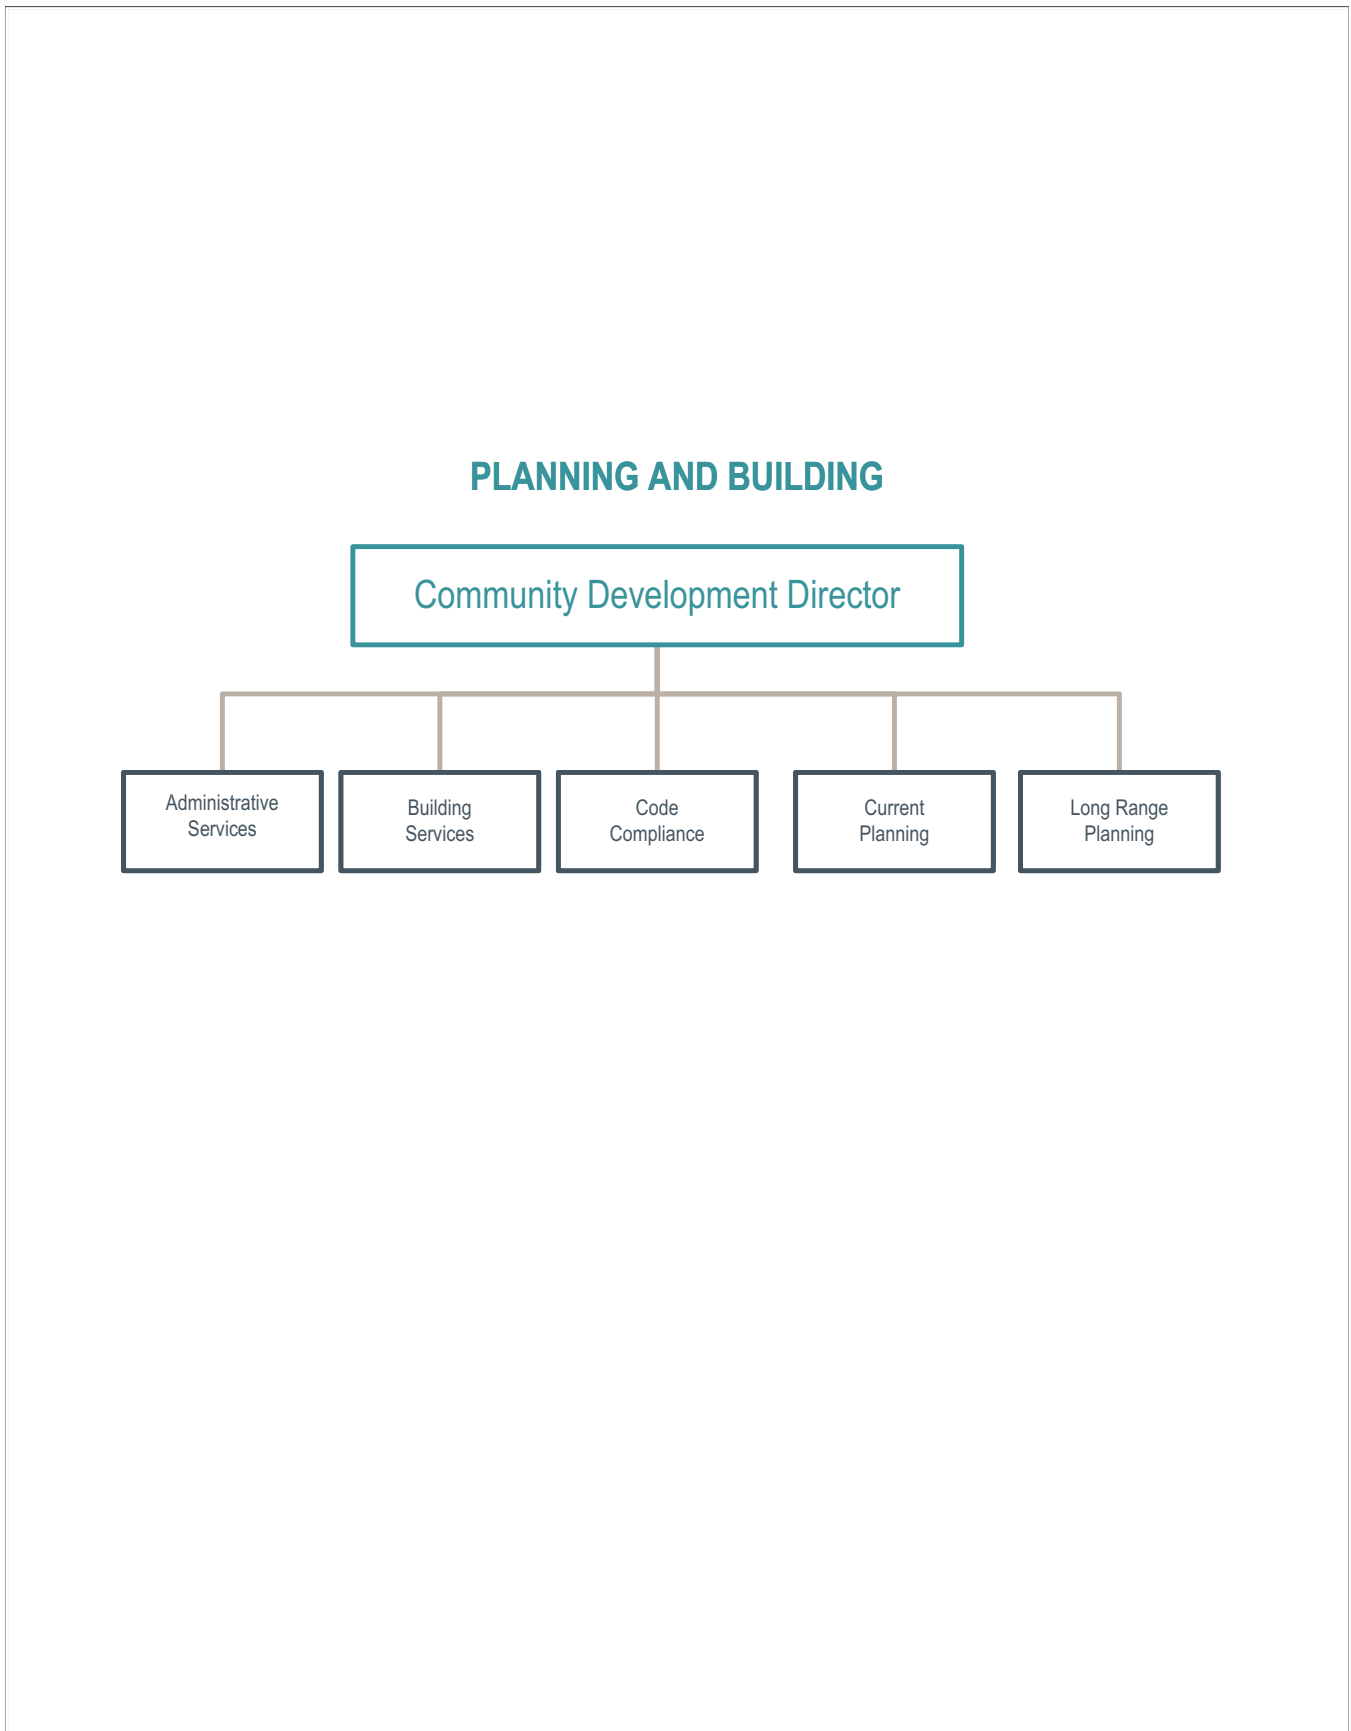 PLANNING AND BUILDING
Community Development Director
Administrative
Services
Building
Services
Code
Compliance
Current
Planning
Long Range
Planning